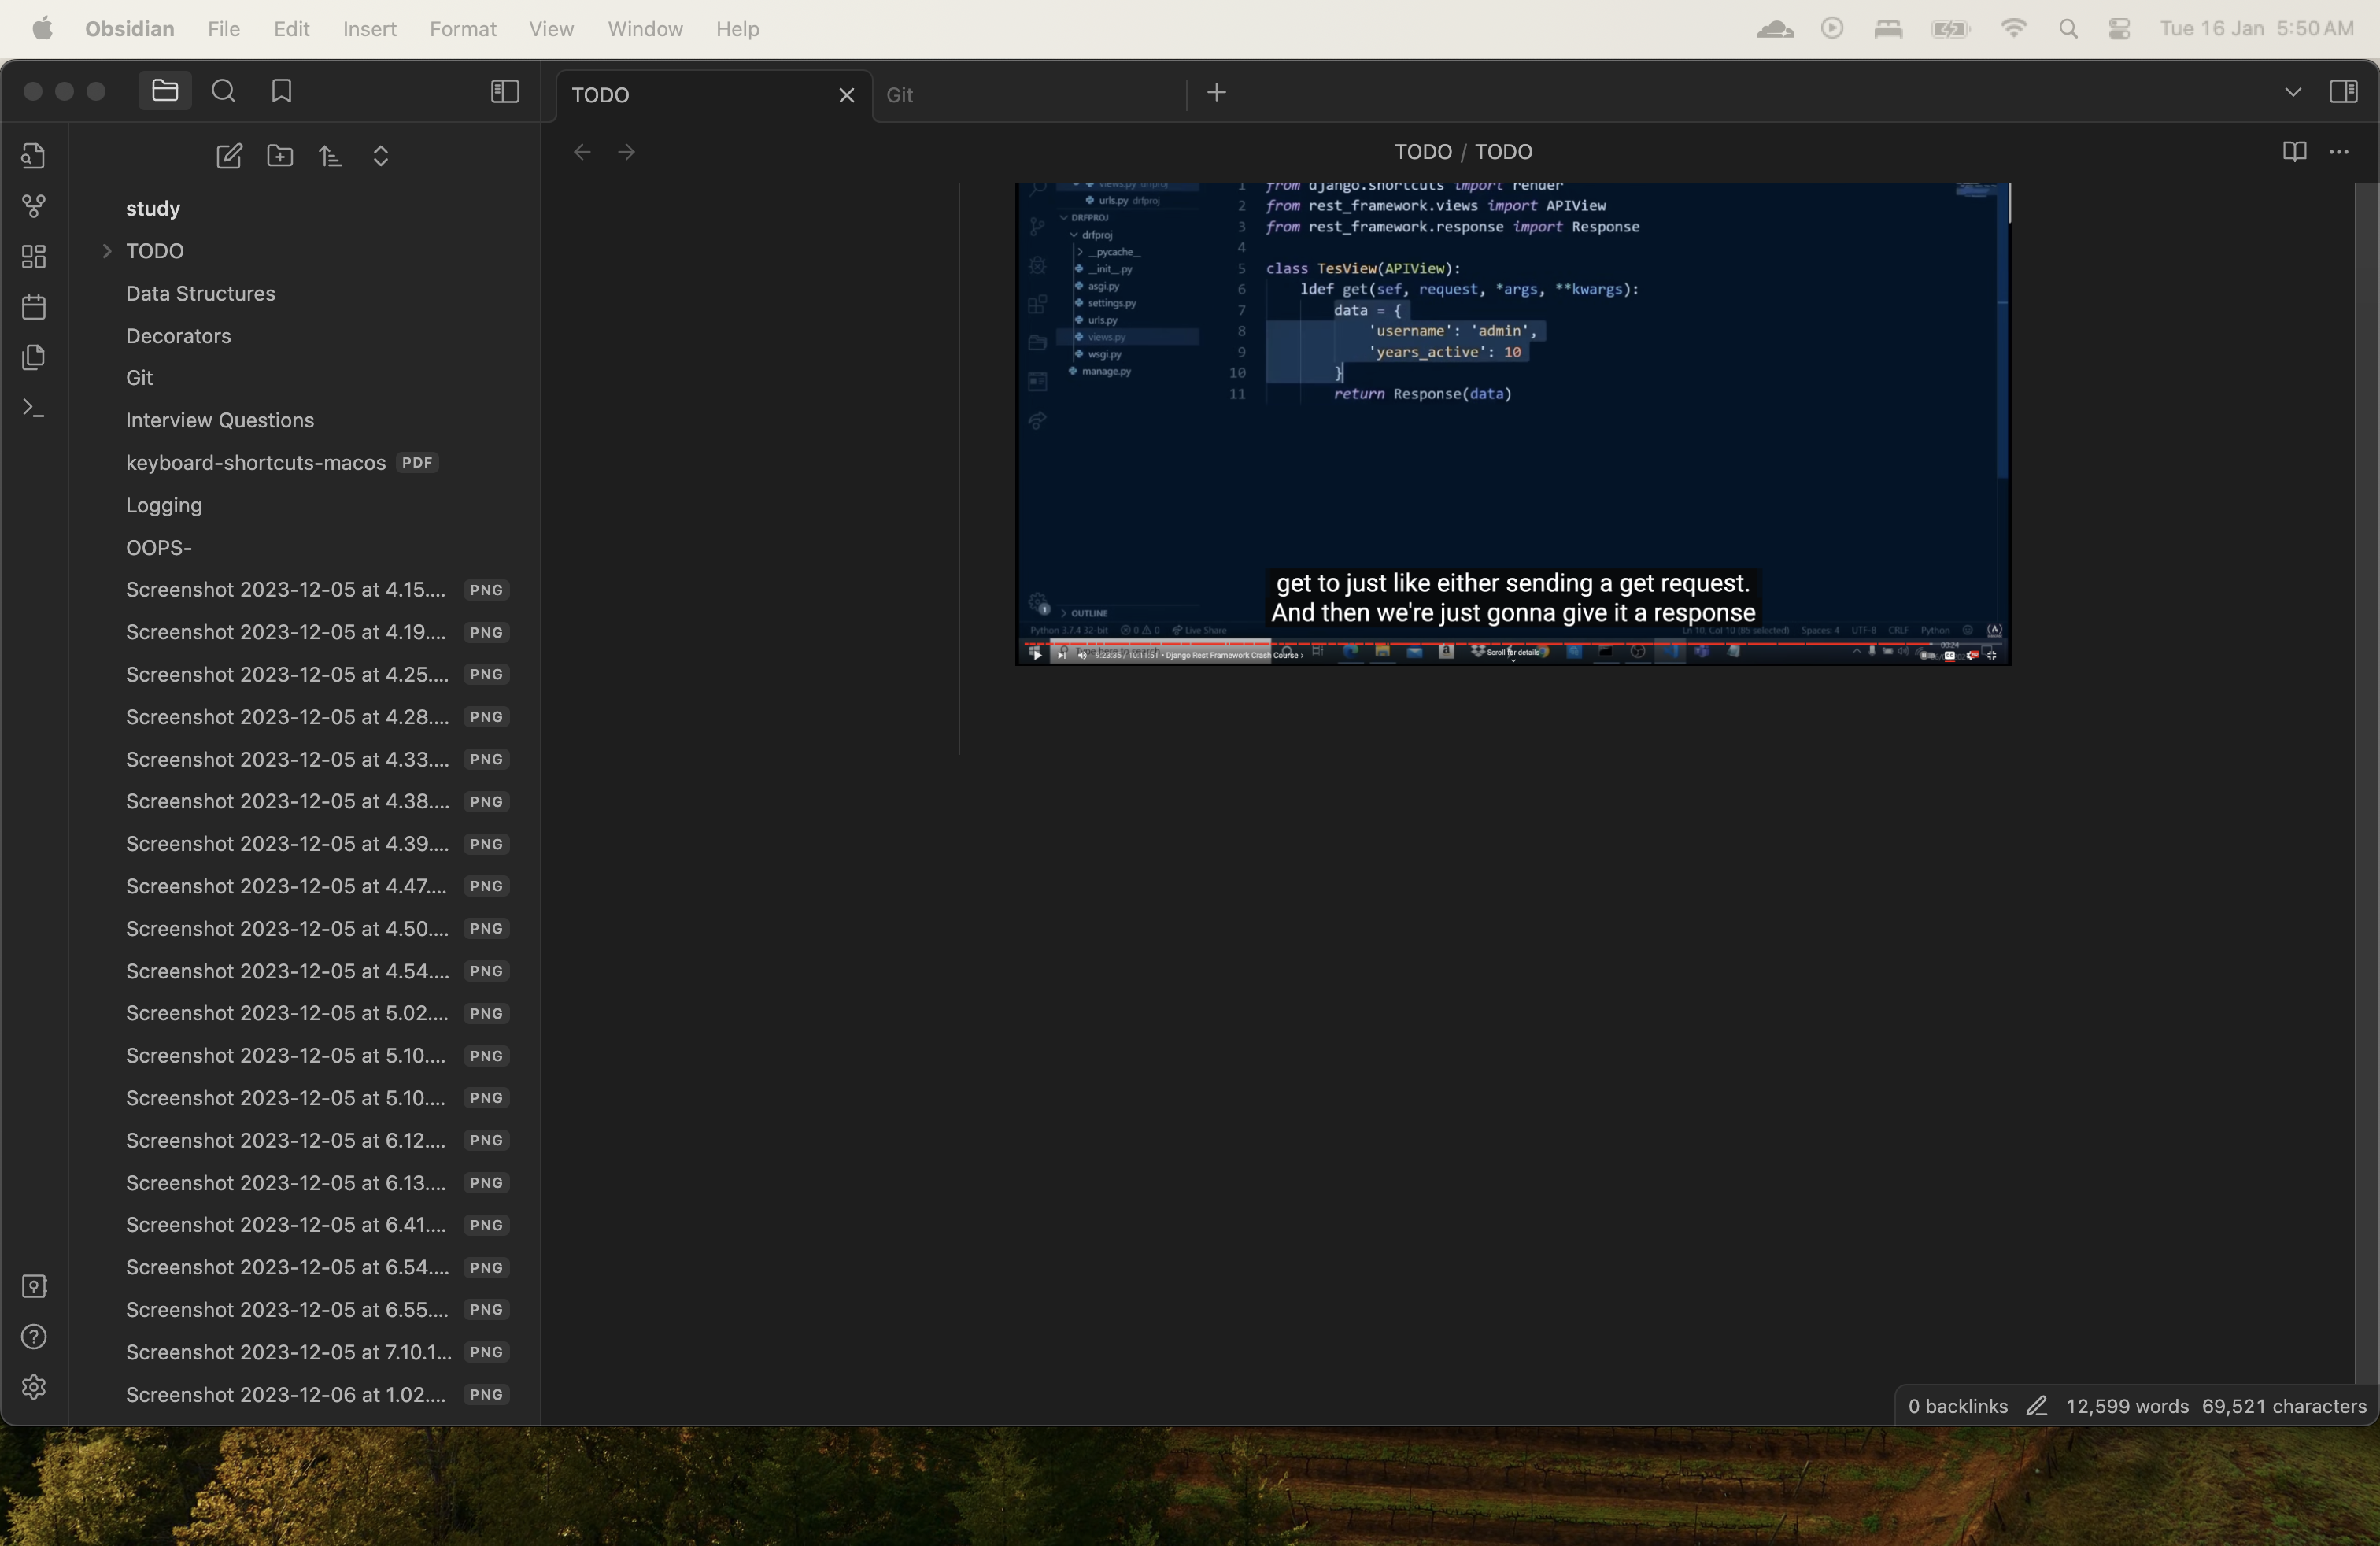 Obsidian File Edit Insert Format View Window Help Tue 16 Jan 5:50 AM
TODO Git
TODO / TODO
study
TODO
Data Structures
Decorators
Git
Interview Questions
keyboard-shortcuts-macos PDF
Logging
OOPS-
Screenshot 2023-12-05 at 4.15.... PNG
Screenshot 2023-12-05 at 4.19.... PNG
Screenshot 2023-12-05 at 4.25.... PNG
Screenshot 2023-12-05 at 4.28.... PNG
Screenshot 2023-12-05 at 4.33.... PNG
Screenshot 2023-12-05 at 4.38.... PNG
Screenshot 2023-12-05 at 4.39.... PNG
Screenshot 2023-12-05 at 4.47.... PNG
Screenshot 2023-12-05 at 4.50.... PNG
Screenshot 2023-12-05 at 4.54.... PNG
Screenshot 2023-12-05 at 5.02.... PNG
Screenshot 2023-12-05 at 5.10.... PNG
Screenshot 2023-12-05 at 5.10.... PNG
Screenshot 2023-12-05 at 6.12.... PNG
Screenshot 2023-12-05 at 6.13.... PNG
Screenshot 2023-12-05 at 6.41.... PNG
Screenshot 2023-12-05 at 6.54.... PNG
Screenshot 2023-12-05 at 6.55.... PNG
Screenshot 2023-12-05 at 7.10.1... PNG
Screenshot 2023-12-06 at 1.02.... PNG
views.py drfproj
urls.py drfproj
DRFPROJ
drfproj
__pycache__
__init__.py
asgi.py
settings.py
urls.py
views.py
wsgi.py
manage.py
OUTLINE
1 from django.shortcuts import render
2 from rest_framework.views import APIView
3 from rest_framework.response import Response
4
5 class TesView(APIView):
6 ldef get(sef, request, *args, **kwargs):
7 data = {
8 'username': 'admin',
9 'years_active': 10
10 }
11 return Response(data)
get to just like either sending a get request.
And then we're just gonna give it a response
Python 3.7.4 32-bit 0 0 Live Share Ln 10, Col 10 (85 selected) Spaces: 4 UTF-8 CRLF Python
9:23:35 / 10:11:51 • Django Rest Framework Crash Course › Scroll for details
0 backlinks 12,599 words 69,521 characters